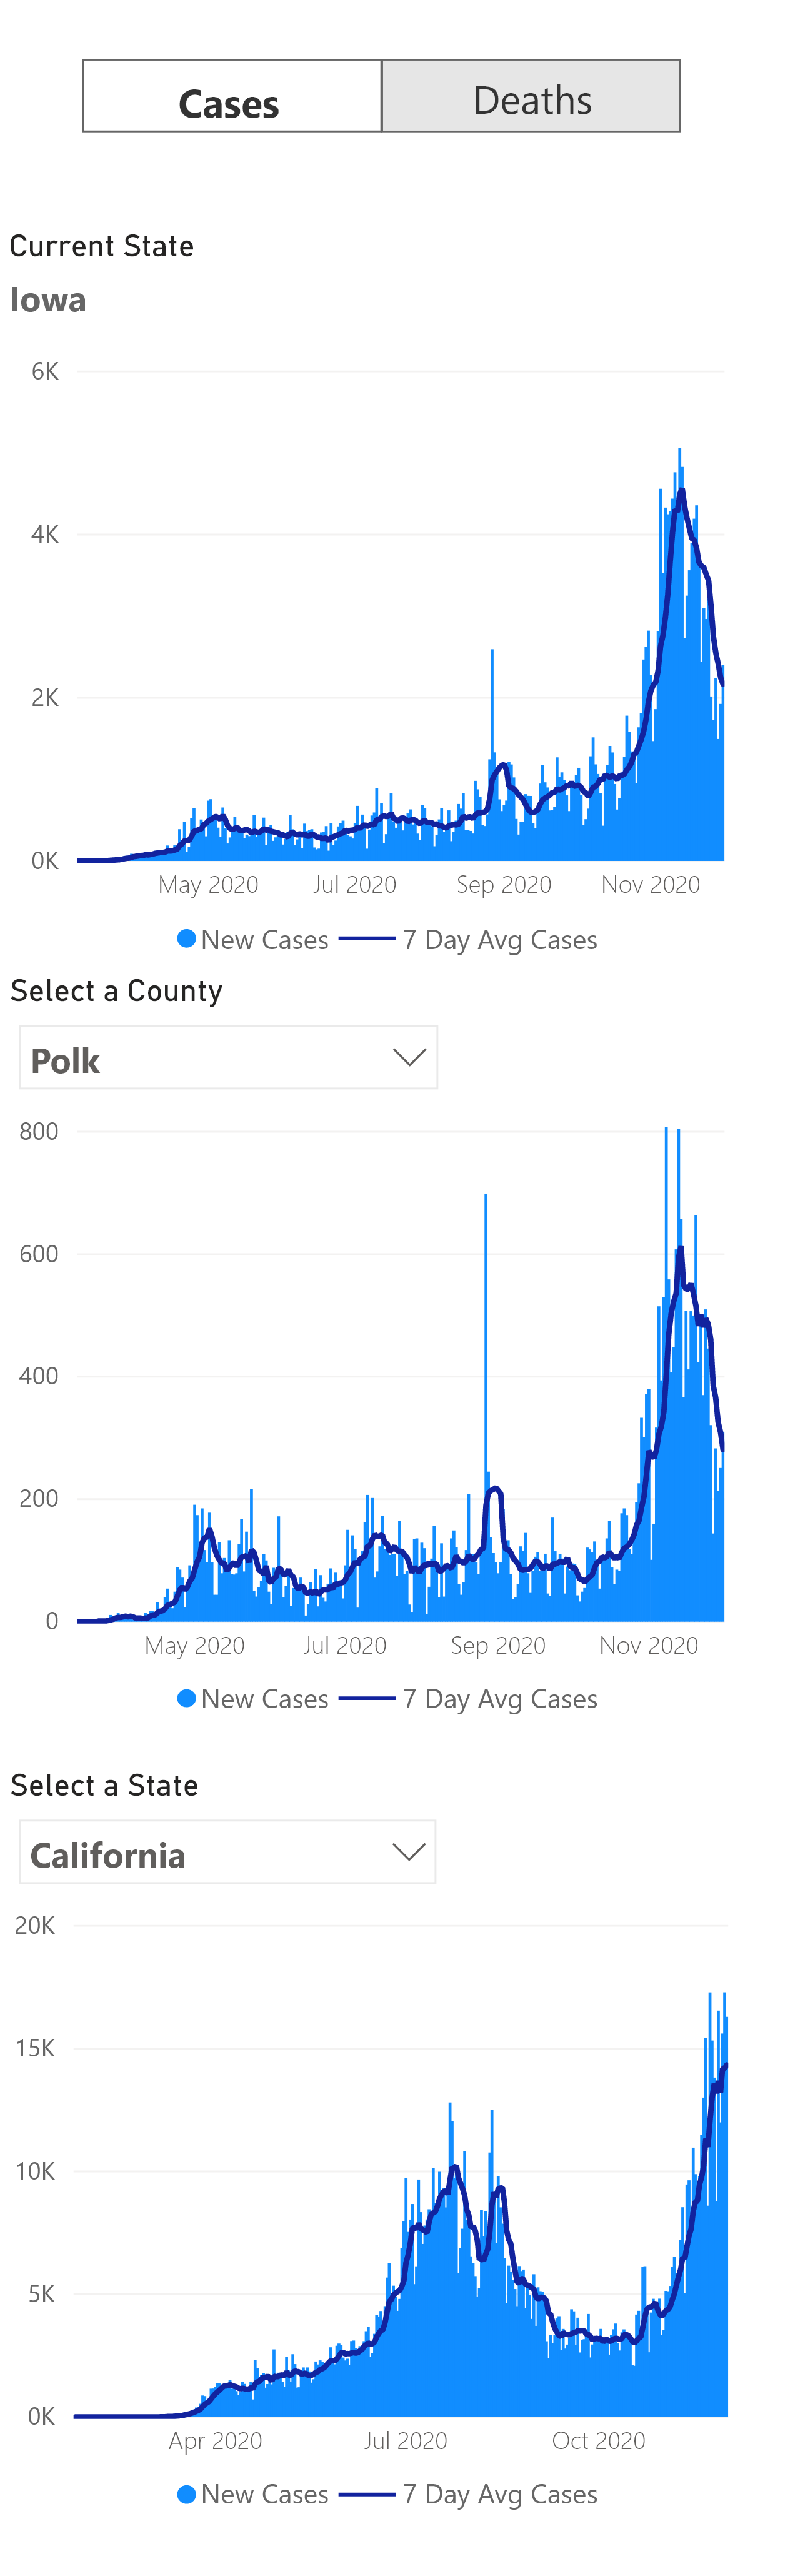 Cases Deaths
Current State
Iowa
6K
4K
2K
0K
May 2020 Jul 2020 Sep 2020 Nov 2020
New Cases 7 Day Avg Cases
Select a County
Polk
800
600
400
200
0
May 2020 Jul 2020 Sep 2020 Nov 2020
New Cases 7 Day Avg Cases
Select a State
California
20K
15K
10K
5K
0K
Apr 2020 Jul 2020 Oct 2020
New Cases 7 Day Avg Cases